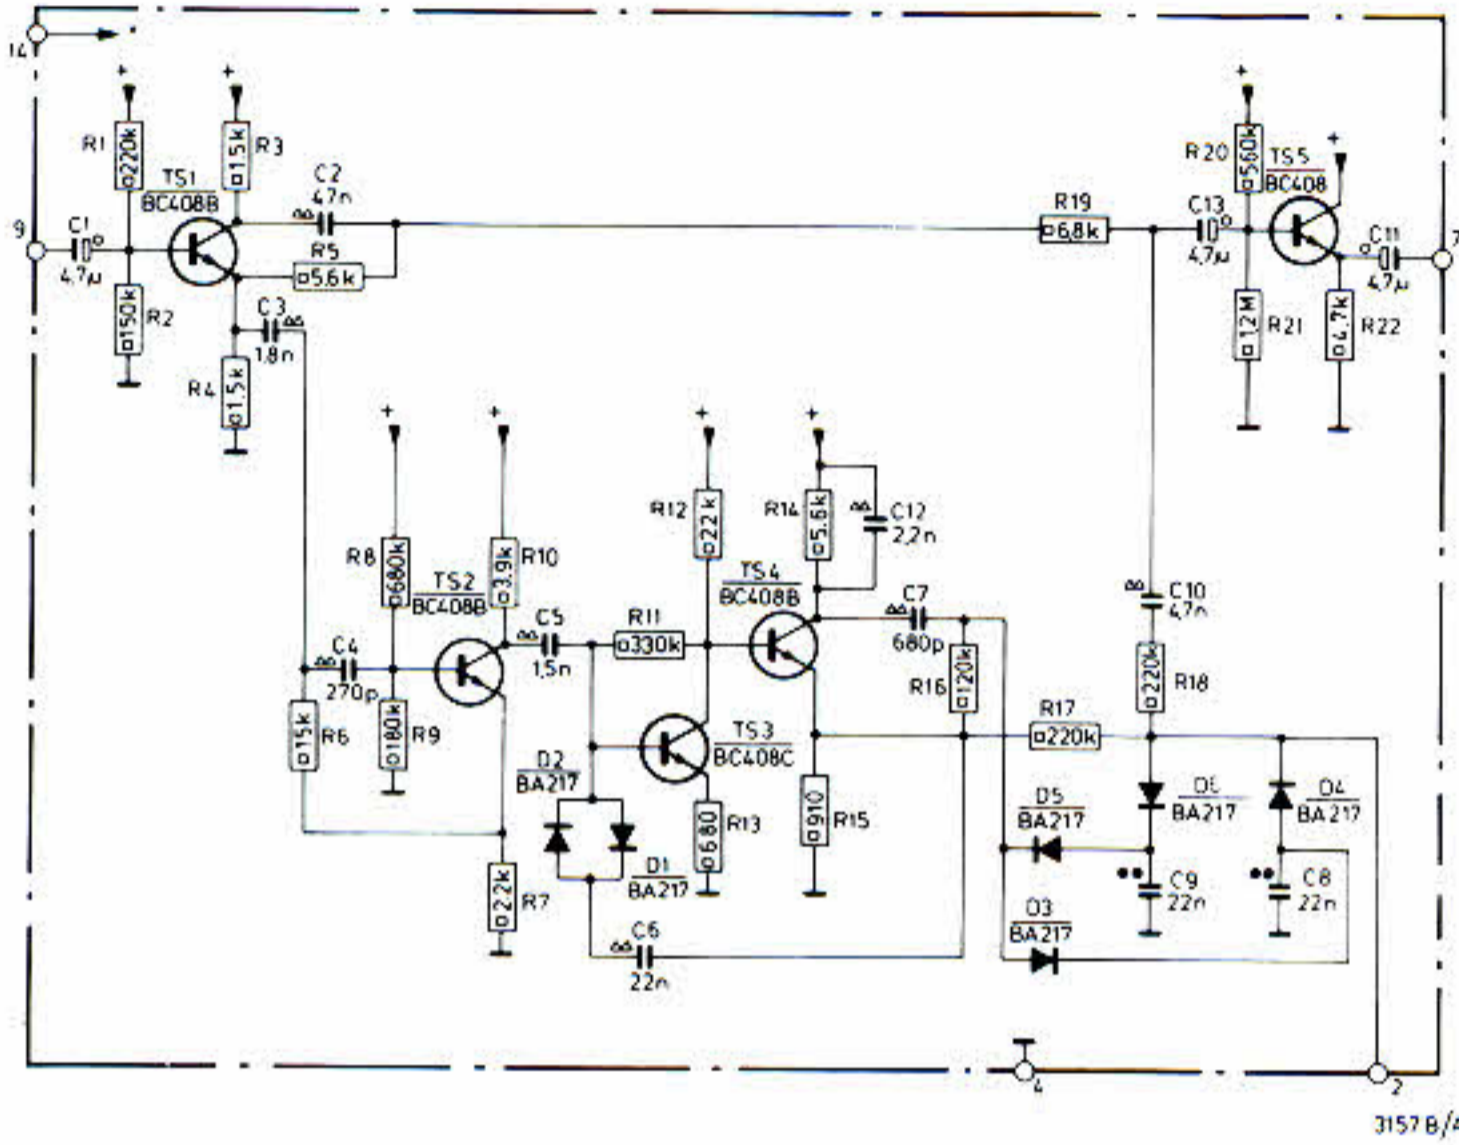 14
+
+
+
+
R1
220k
1.5k
R3
R20
560k
TS5
BC408
TS1
BC408B
C2
47n
R19
6,8k
C13
4,7µ
9
C1
4,7µ
R5
5,6k
C11
4,7µ
7
150k
R2
C3
1.8n
1,2M
R21
4,7k
R22
R4
1.5k
+
+
+
+
R12
22k
R14
5,6k
C12
2,2n
R8
680k
TS2
BC408B
3.9k
R10
TS4
BC408B
C7
680p
C10
4,7n
C5
1,5n
R11
330k
C4
270p
R16
120k
220k
R18
15k
R6
180k
R9
TS3
BC408C
R17
220k
D2
BA217
D5
BA217
D6
BA217
D4
BA217
680
R13
910
R15
D1
BA217
C9
22n
C8
22n
2.2k
R7
D3
BA217
C6
22n
4
2
3157 B/4